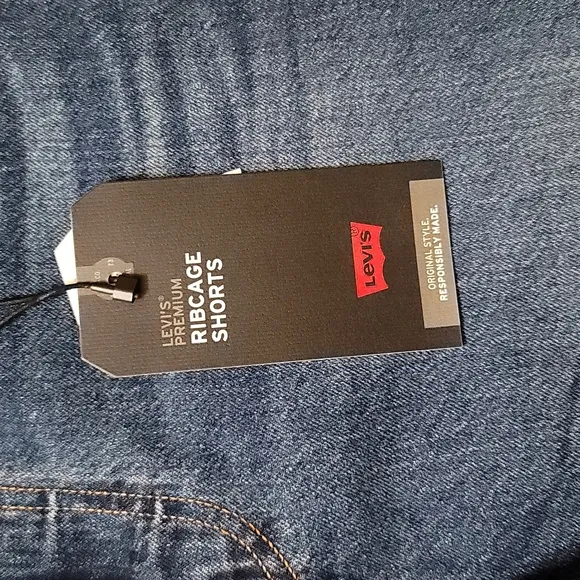 LEVI'S®
PREMIUM
RIBCAGE
SHORTS
Levi's
ORIGINAL STYLE.
RESPONSIBLY MADE.